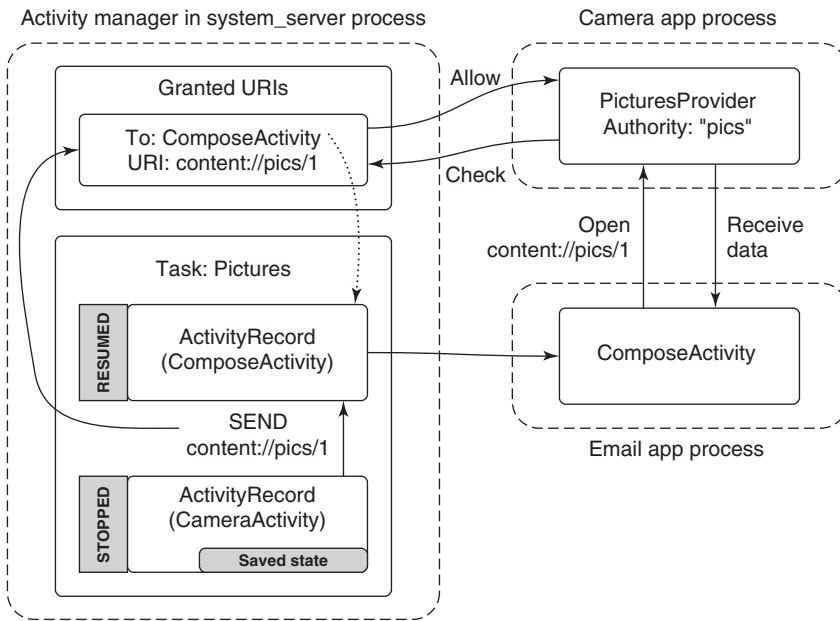 Activity manager in system_server process
Camera app process
Granted URIs
To: ComposeActivity
URI: content://pics/1
Allow
Check
PicturesProvider
Authority: "pics"
Open
content://pics/1
Receive
data
Task: Pictures
RESUMED
ActivityRecord
(ComposeActivity)
ComposeActivity
SEND
content://pics/1
Email app process
STOPPED
ActivityRecord
(CameraActivity)
Saved state